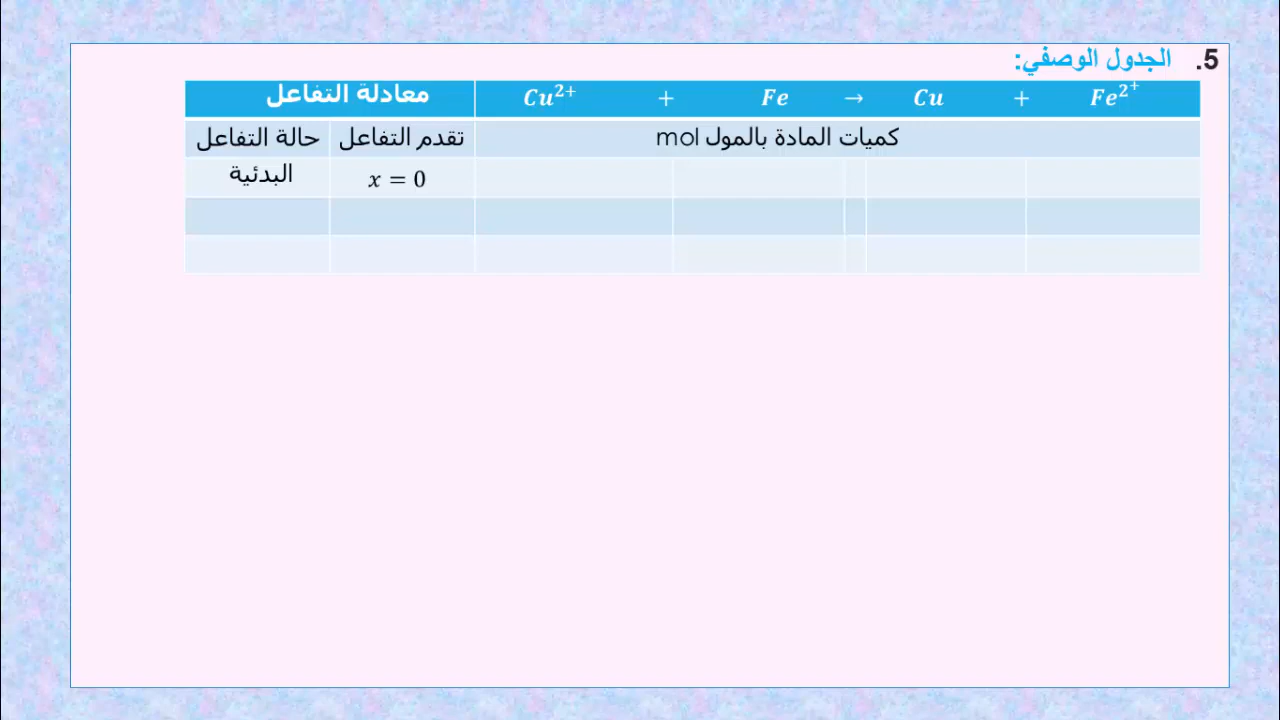 5. الجدول الوصفي:
معادلة التفاعل Cu²⁺ + Fe → Cu + Fe²⁺
حالة التفاعل تقدم التفاعل كميات المادة بالمول mol
البدئية x = 0